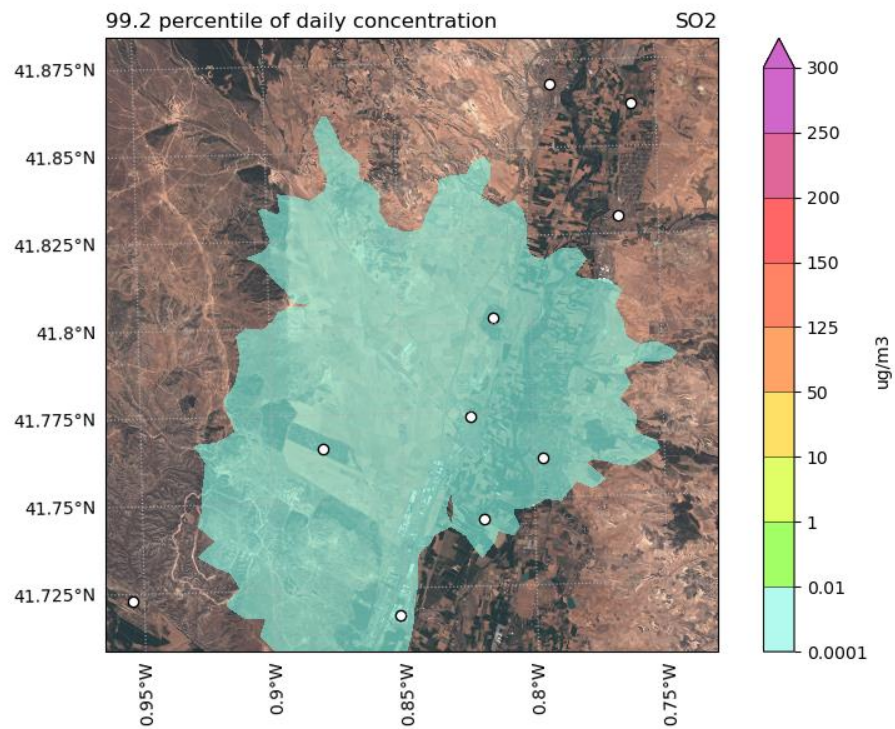 99.2 percentile of daily concentration SO2
41.875°N
41.85°N
41.825°N
41.8°N
41.775°N
41.75°N
41.725°N
0.95°W
0.9°W
0.85°W
0.8°W
0.75°W
300
250
200
150
125
50
10
1
0.01
0.0001
ug/m3